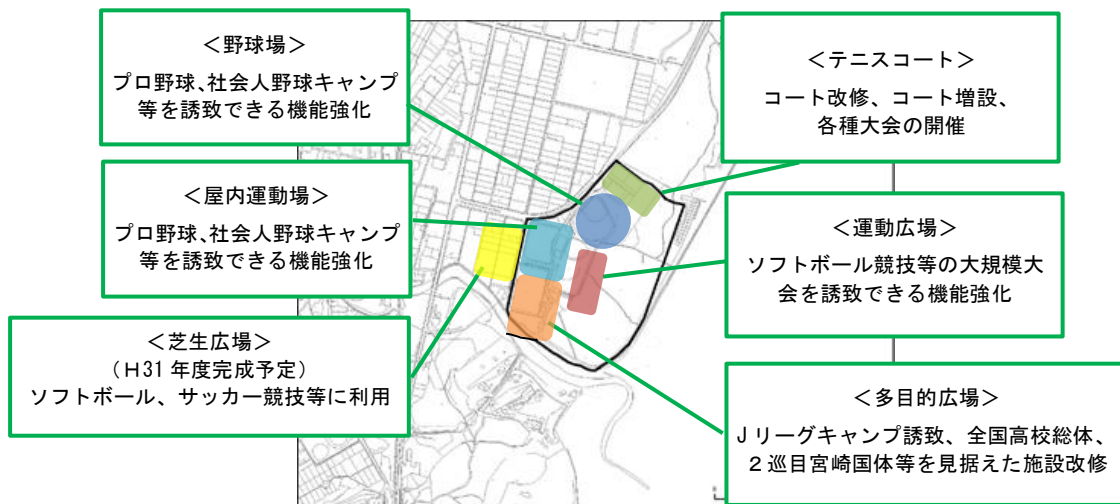 ＜野球場＞
プロ野球、社会人野球キャンプ
等を誘致できる機能強化
＜屋内運動場＞
プロ野球、社会人野球キャンプ
等を誘致できる機能強化
＜芝生広場＞
（Ｈ31 年度完成予定）
ソフトボール、サッカー競技等に利用
＜テニスコート＞
コート改修、コート増設、
各種大会の開催
＜運動広場＞
ソフトボール競技等の大規模大
会を誘致できる機能強化
＜多目的広場＞
Ｊリーグキャンプ誘致、全国高校総体、
２巡目宮崎国体等を見据えた施設改修